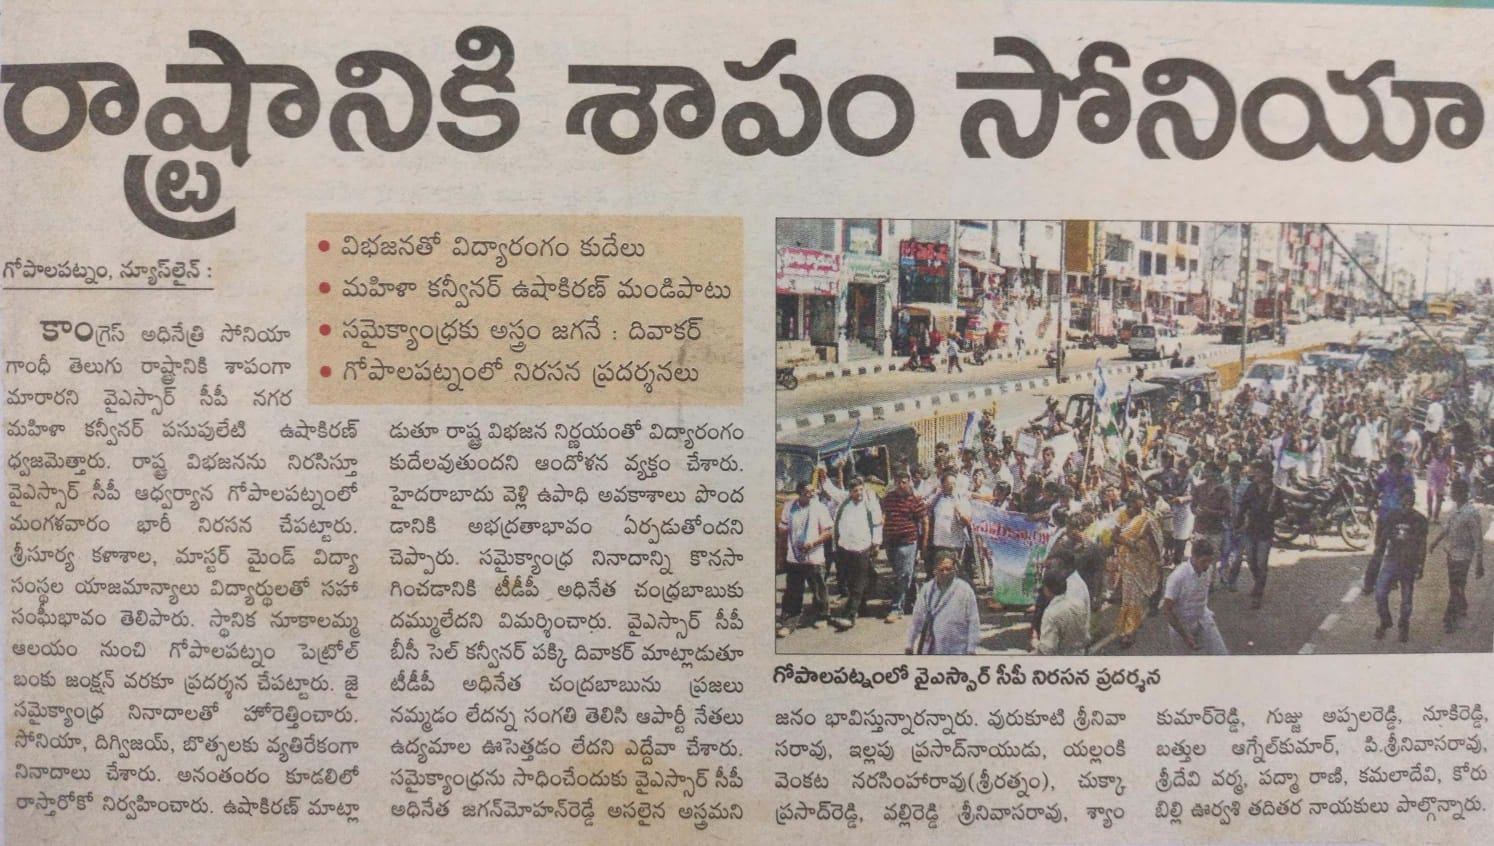 రాష్ట్రానికి శాపం సోనియా
గోపాలపట్నం, న్యూస్‌లైన్ :
• విభజనతో విద్యారంగం కుదేలు
• మహిళా కన్వీనర్ ఉషాకిరణ్ మండిపాటు
• సమైక్యాంధ్రకు అస్త్రం జగనే : దివాకర్
• గోపాలపట్నంలో నిరసన ప్రదర్శనలు
కాంగ్రెస్ అధినేత్రి సోనియా
గాంధీ తెలుగు రాష్ట్రానికి శాపంగా
మారారని వైఎస్సార్ సీపీ నగర
మహిళా కన్వీనర్ పసుపులేటి ఉషాకిరణ్
ధ్వజమెత్తారు. రాష్ట్ర విభజనను నిరసిస్తూ
వైఎస్సార్ సీపీ ఆధ్వర్యాన గోపాలపట్నంలో
మంగళవారం భారీ నిరసన చేపట్టారు.
శ్రీసూర్య కళాశాల, మాస్టర్ మైండ్ విద్యా
సంస్థల యాజమాన్యాలు విద్యార్థులతో సహా
సంఘీభావం తెలిపారు. స్థానిక నూకాలమ్మ
ఆలయం నుంచి గోపాలపట్నం పెట్రోల్
బంకు జంక్షన్ వరకూ ప్రదర్శన చేపట్టారు. జై
సమైక్యాంధ్ర నినాదాలతో హోరెత్తించారు.
సోనియా, దిగ్విజయ్, బొత్సలకు వ్యతిరేకంగా
నినాదాలు చేశారు. అనంతరం కూడలిలో
రాస్తారోకో నిర్వహించారు. ఉషాకిరణ్ మాట్లా
డుతూ రాష్ట్ర విభజన నిర్ణయంతో విద్యారంగం
కుదేలవుతుందని ఆందోళన వ్యక్తం చేశారు.
హైదరాబాదు వెళ్లి ఉపాధి అవకాశాలు పొంద
డానికి అభద్రతాభావం ఏర్పడుతోందని
చెప్పారు. సమైక్యాంధ్ర నినాదాన్ని కొనసా
గించడానికి టీడీపీ అధినేత చంద్రబాబుకు
దమ్ములేదని విమర్శించారు. వైఎస్సార్ సీపీ
బీసీ సెల్ కన్వీనర్ పక్కి దివాకర్ మాట్లాడుతూ
టీడీపీ అధినేత చంద్రబాబును ప్రజలు
నమ్మడం లేదన్న సంగతి తెలిసి ఆపార్టీ నేతలు
ఉద్యమాల ఊసెత్తడం లేదని ఎద్దేవా చేశారు.
సమైక్యాంధ్రను సాధించేందుకు వైఎస్సార్ సీపీ
అధినేత జగన్‌మోహన్‌రెడ్డే అసలైన అస్త్రమని
గోపాలపట్నంలో వైఎస్సార్ సీపీ నిరసన ప్రదర్శన
జనం భావిస్తున్నారన్నారు. వురుకూటి శ్రీనివా
సరావు, ఇల్లపు ప్రసాద్‌నాయుడు, యల్లంకి
వెంకట నరసింహారావు(శ్రీరత్నం), చుక్కా
ప్రసాద్‌రెడ్డి, వల్లిరెడ్డి శ్రీనివాసరావు, శ్యాం
కుమార్‌రెడ్డి, గుజ్జు అప్పలరెడ్డి, నూకిరెడ్డి,
బత్తుల ఆగ్నేల్‌కుమార్, పి.శ్రీనివాసరావు,
శ్రీదేవి వర్మ, పద్మా రాణి, కమలాదేవి, కోరు
బిల్లి ఊర్వశి తదితర నాయకులు పాల్గొన్నారు.